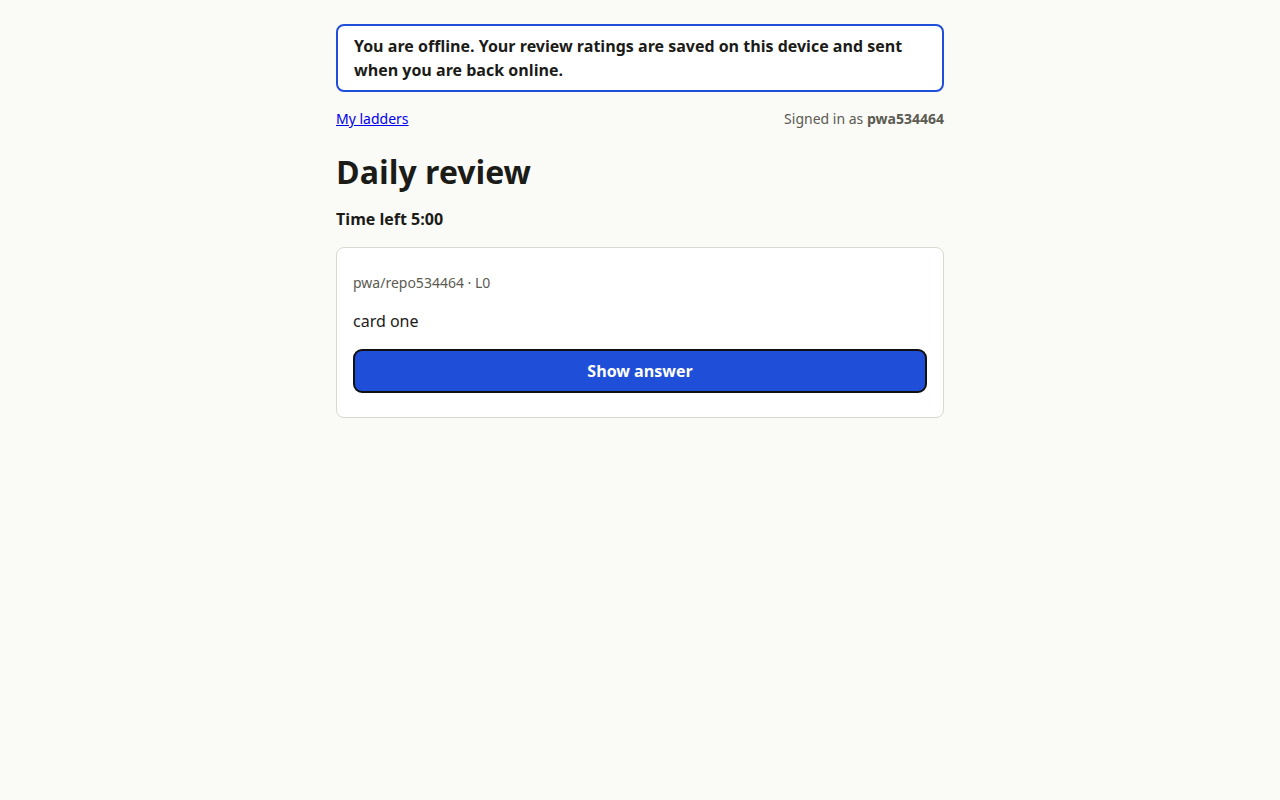 You are offline. Your review ratings are saved on this device and sent
when you are back online.
My ladders
Signed in as pwa534464
Daily review
Time left 5:00
pwa/repo534464 · L0
card one
Show answer